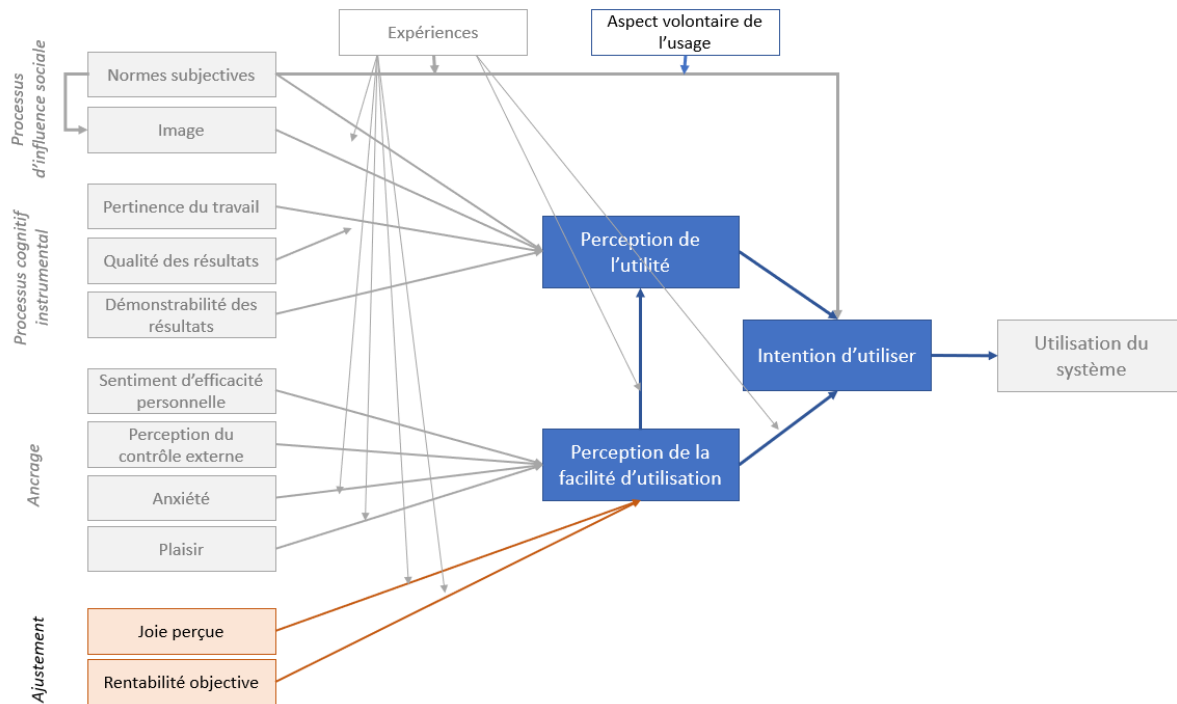 Expériences
Aspect volontaire de
l’usage
Processus
d’influence sociale
Normes subjectives
Image
Processus cognitif
instrumental
Pertinence du travail
Qualité des résultats
Démonstrabilité des
résultats
Perception de
l’utilité
Intention d’utiliser
Utilisation du
système
Ancrage
Sentiment d’efficacité
personnelle
Perception du
contrôle externe
Anxiété
Plaisir
Perception de la
facilité d’utilisation
Ajustement
Joie perçue
Rentabilité objective